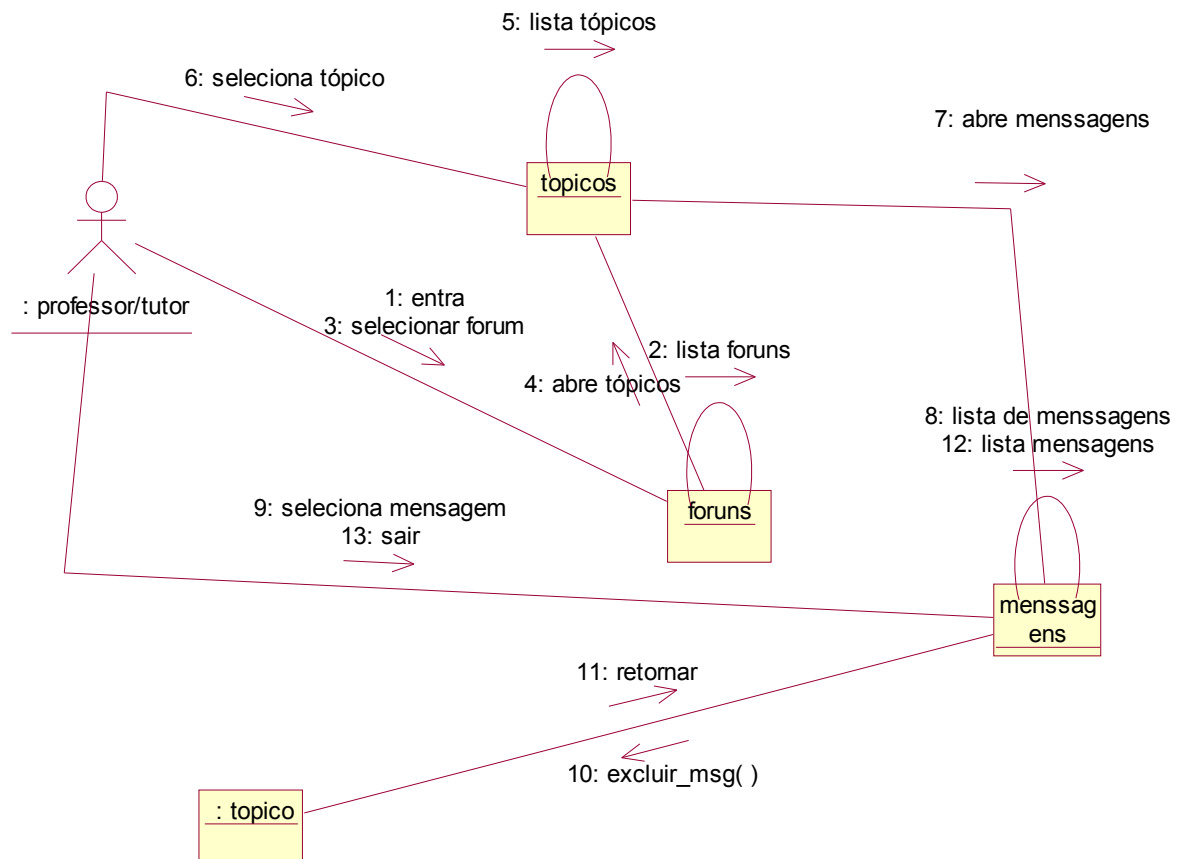 5: lista tópicos
6: seleciona tópico
7: abre menssagens
topicos
: professor/tutor
1: entra
3: selecionar forum
2: lista foruns
4: abre tópicos
8: lista de menssagens
12: lista mensagens
9: seleciona mensagem
13: sair
foruns
menssag
ens
11: retornar
10: excluir_msg( )
: topico